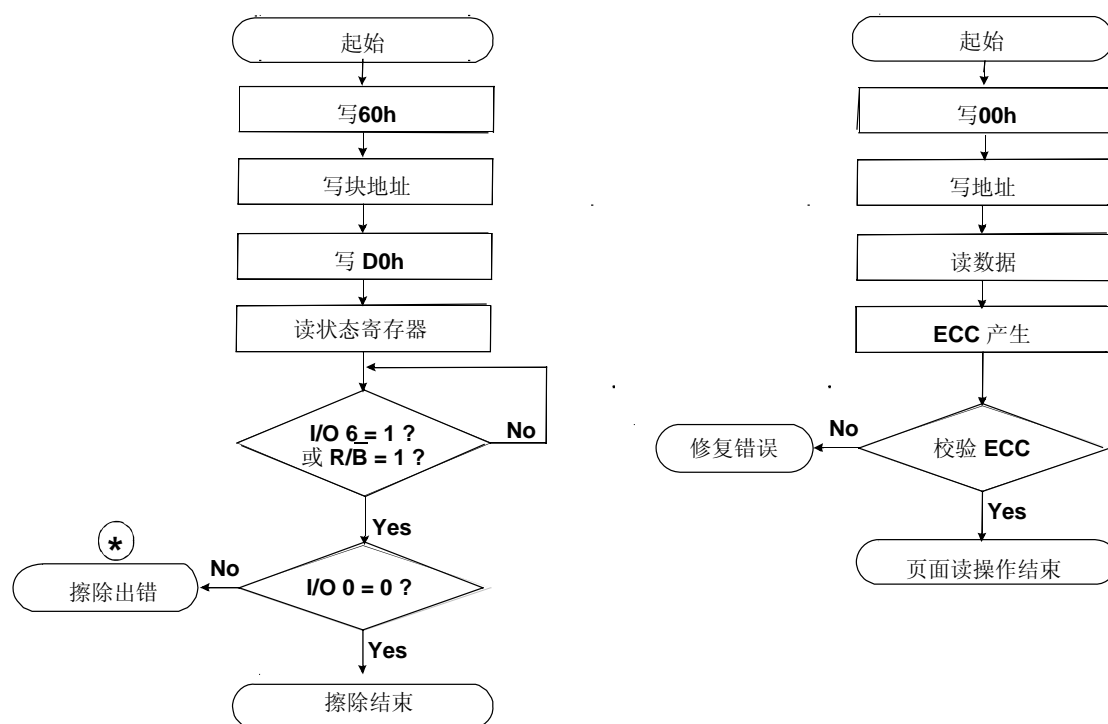 起始
写60h
写块地址
写 D0h
读状态寄存器
I/O 6 = 1 ?
或 R/B̅ = 1 ?
No
Yes
*
擦除出错
No
I/O 0 = 0 ?
Yes
擦除结束
起始
写00h
写地址
读数据
ECC 产生
修复错误
No
校验 ECC
Yes
页面读操作结束